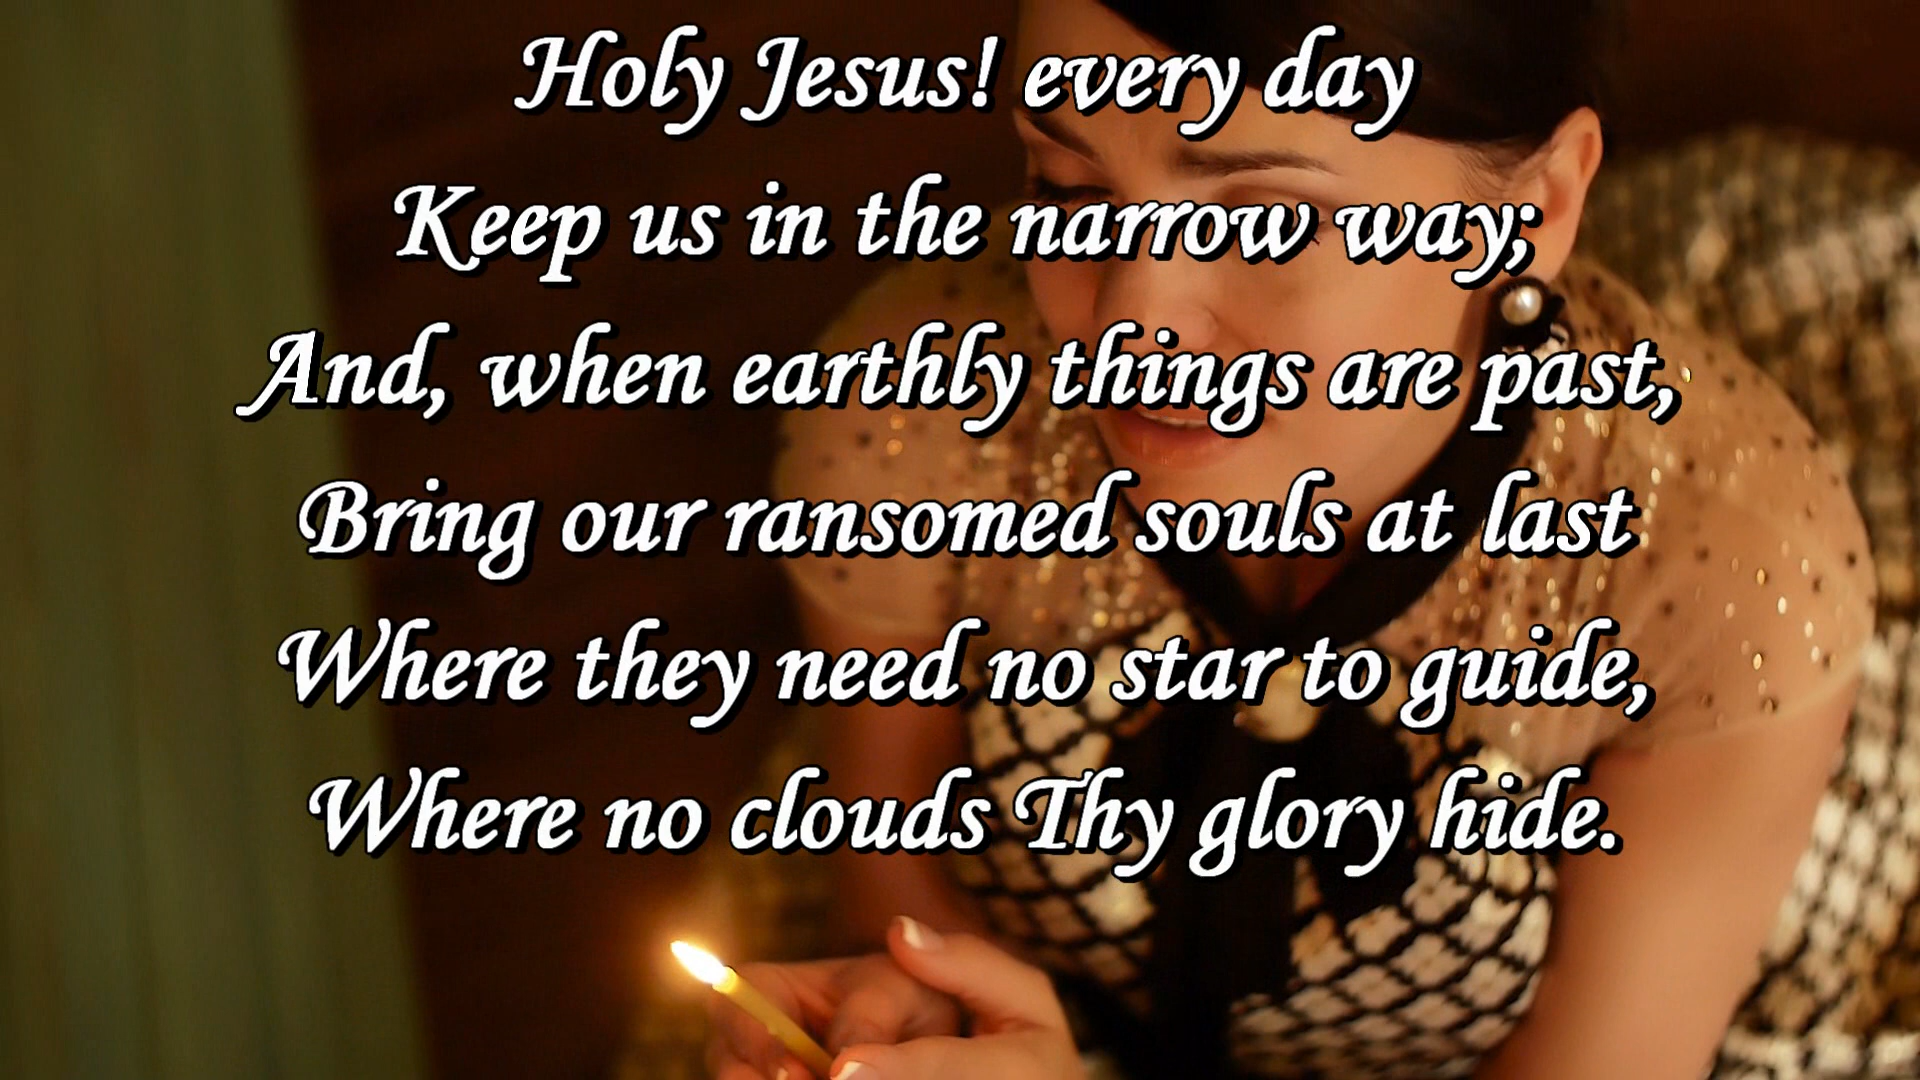 Holy Jesus! every day
Keep us in the narrow way;
And, when earthly things are past,
Bring our ransomed souls at last
Where they need no star to guide,
Where no clouds Thy glory hide.